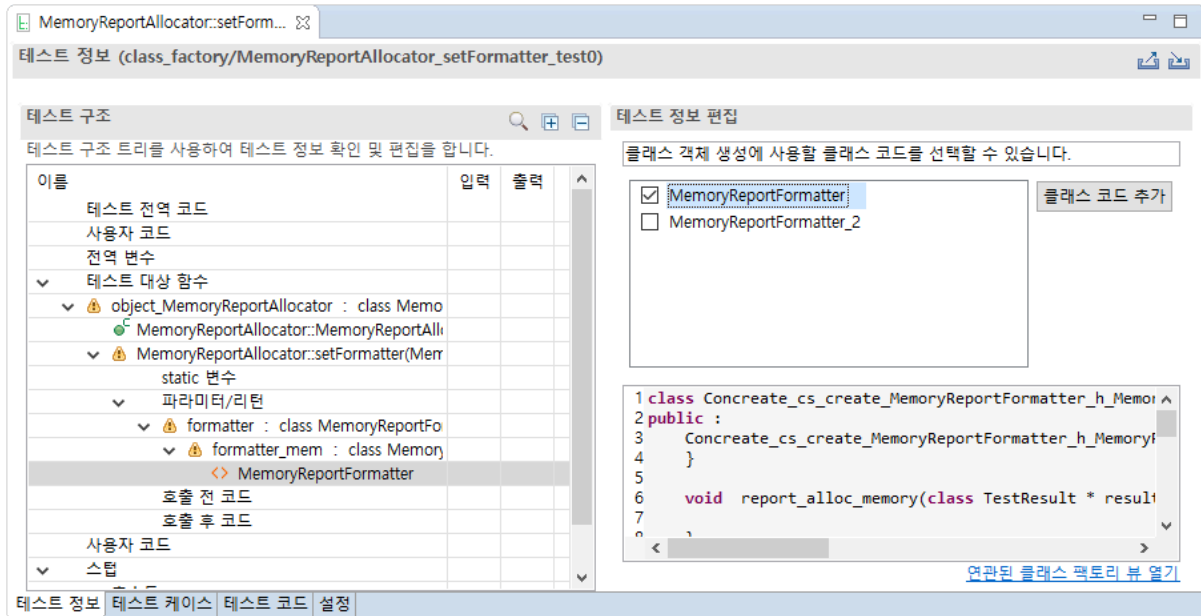 MemoryReportAllocator::setForm...
테스트 정보 (class_factory/MemoryReportAllocator_setFormatter_test0)
테스트 구조
테스트 구조 트리를 사용하여 테스트 정보 확인 및 편집을 합니다.
이름 입력 출력
테스트 전역 코드
사용자 코드
전역 변수
테스트 대상 함수
object_MemoryReportAllocator : class Memo
MemoryReportAllocator::MemoryReportAll
MemoryReportAllocator::setFormatter(Mem
static 변수
파라미터/리턴
formatter : class MemoryReportFo
formatter_mem : class Memory
MemoryReportFormatter
호출 전 코드
호출 후 코드
사용자 코드
스텁
테스트 정보 편집
클래스 객체 생성에 사용할 클래스 코드를 선택할 수 있습니다.
MemoryReportFormatter
MemoryReportFormatter_2
클래스 코드 추가
1 class Concreate_cs_create_MemoryReportFormatter_h_Memor
2 public :
3 Concreate_cs_create_MemoryReportFormatter_h_MemoryF
4 }
5
6 void report_alloc_memory(class TestResult * result
7
연관된 클래스 팩토리 뷰 열기
테스트 정보 테스트 케이스 테스트 코드 설정